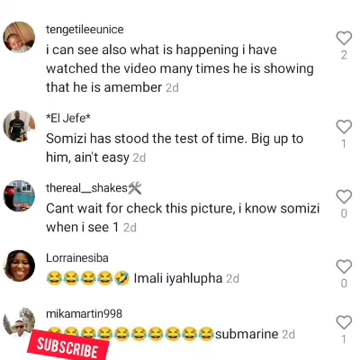 tengetileeunice
i can see also what is happening i have
watched the video many times he is showing
that he is amember 2d
2
*El Jefe*
Somizi has stood the test of time. Big up to
him, ain't easy 2d
1
thereal__shakes🛠️
Cant wait for check this picture, i know somizi
when i see 1 2d
0
Lorrainesiba
😂😂😂😂🤣 Imali iyahlupha 2d
0
mikamartin998
😂😂😂😂😂😂😂😂😂😂submarine 2d
1
SUBSCRIBE